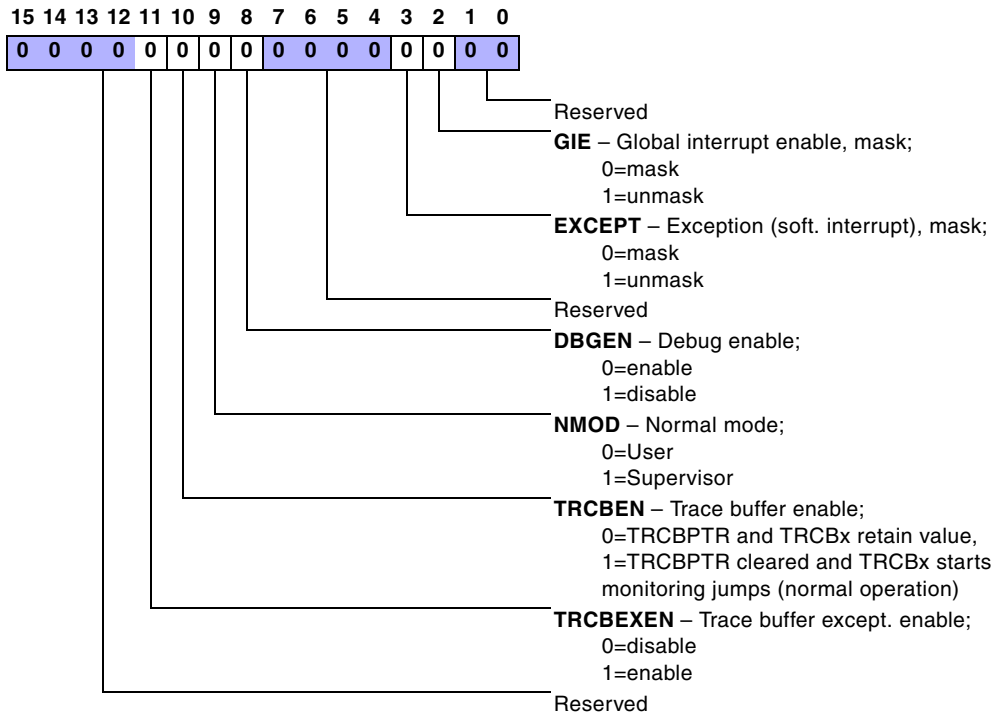 15 14 13 12 11 10 9 8 7 6 5 4 3 2 1 0
0 0 0 0 0 0 0 0 0 0 0 0 0 0 0 0
Reserved
GIE – Global interrupt enable, mask;
0=mask
1=unmask
EXCEPT – Exception (soft. interrupt), mask;
0=mask
1=unmask
Reserved
DBGEN – Debug enable;
0=enable
1=disable
NMOD – Normal mode;
0=User
1=Supervisor
TRCBEN – Trace buffer enable;
0=TRCBPTR and TRCBx retain value,
1=TRCBPTR cleared and TRCBx starts
monitoring jumps (normal operation)
TRCBEXEN – Trace buffer except. enable;
0=disable
1=enable
Reserved